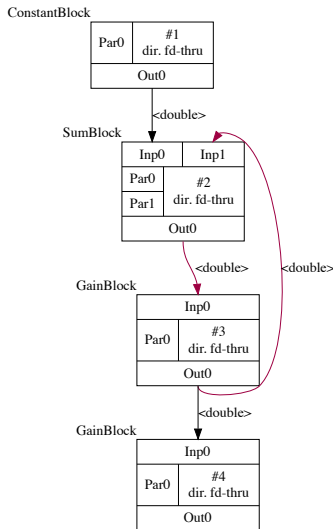 ConstantBlock
Par0
#1
dir. fd-thru
Out0
<double>
SumBlock
Inp0
Inp1
Par0
Par1
#2
dir. fd-thru
Out0
<double>
<double>
GainBlock
Inp0
Par0
#3
dir. fd-thru
Out0
<double>
GainBlock
Inp0
Par0
#4
dir. fd-thru
Out0